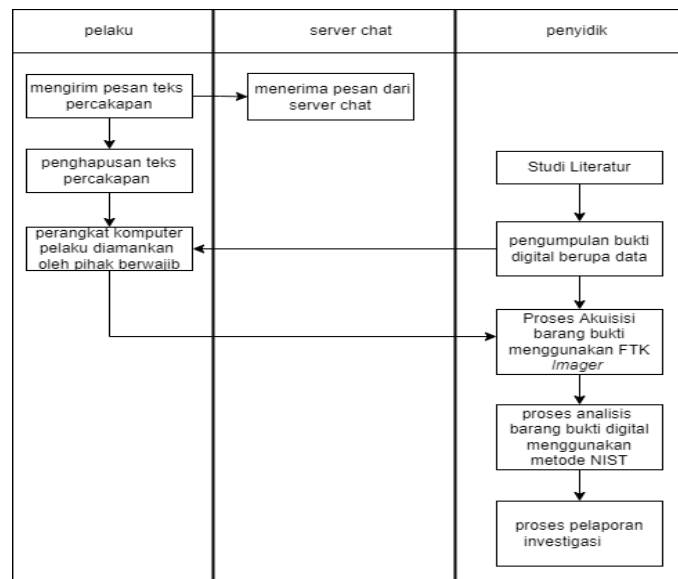 pelaku
server chat
penyidik
mengirim pesan teks
percakapan
menerima pesan dari
server chat
penghapusan teks
percakapan
Studi Literatur
perangkat komputer
pelaku diamankan
oleh pihak berwajib
pengumpulan bukti
digital berupa data
Proses Akuisisi
barang bukti
menggunakan FTK
Imager
proses analisis
barang bukti digital
menggunakan
metode NIST
proses pelaporan
investigasi